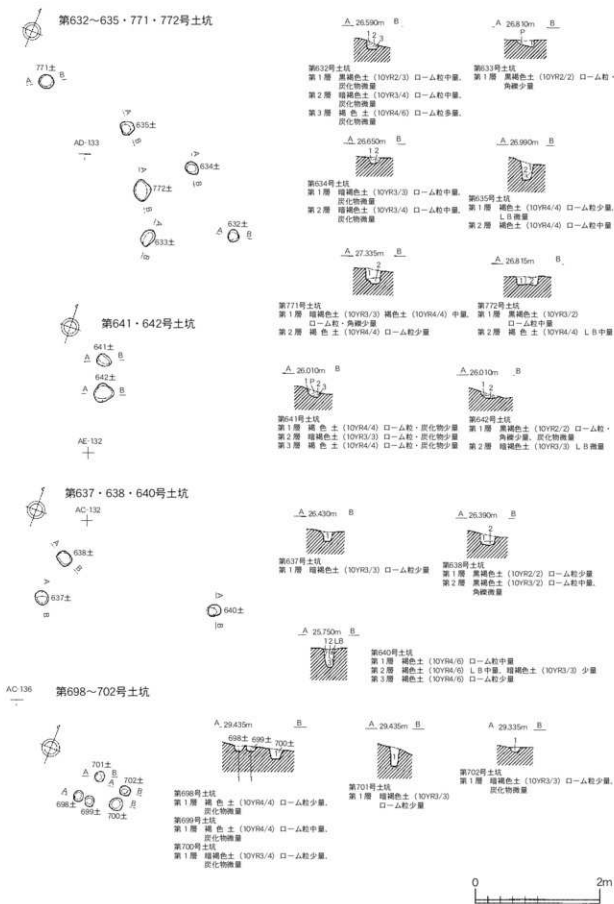 第632～635・771・772号土坑
771土
A
B
A
635土
B
AD-133
634土
A
772土
B
A
633土
B
632土
A
B
A 26.590m B
1 2
3
第632号土坑
第1層 黒褐色土（10YR2/3）ローム粒中量、
炭化物微量
第2層 暗褐色土（10YR3/4）ローム粒中量、
炭化物微量
第3層 褐 色 土（10YR4/6）ローム粒多量、
炭化物微量
A 26.810m B
P
第633号土坑
第1層 黒褐色土（10YR2/2）ローム粒・
角礫少量
A 26.650m B
1 2
第634号土坑
第1層 暗褐色土（10YR3/3）ローム粒中量、
炭化物微量
第2層 暗褐色土（10YR3/4）ローム粒中量、
炭化物微量
A 26.990m B
第635号土坑
第1層 褐色土（10YR4/4）ローム粒少量、
ＬＢ微量
第2層 褐色土（10YR4/4）ローム粒中量
A 27.335m B
1
2
第771号土坑
第1層 暗褐色土（10YR3/3）褐色土（10YR4/4）中量、
ローム粒・角礫少量
第2層 褐 色 土（10YR4/4）ローム粒少量
A 26.815m B
1
2
第772号土坑
第1層 黒褐色土（10YR3/2）
ローム粒中量
第2層 褐 色 土（10YR4/4）ＬＢ中量
第641・642号土坑
641土
A
B
642土
A
B
AE-132
A 26.010m B
1 P 2
3
第641号土坑
第1層 褐 色 土（10YR4/4）ローム粒・炭化物少量
第2層 暗褐色土（10YR3/3）ローム粒・炭化物少量
第3層 褐 色 土（10YR4/4）ローム粒・炭化物少量
A 26.010m B
1
2
第642号土坑
第1層 黒褐色土（10YR2/2）ローム粒・
角礫少量、炭化物微量
第2層 暗褐色土（10YR3/3）ＬＢ微量
第637・638・640号土坑
AC-132
A
638土
B
A
637土
B
A
640土
B
A 26.430m B
1
第637号土坑
第1層 暗褐色土（10YR3/3）ローム粒少量
A 26.390m B
2
1
第638号土坑
第1層 黒褐色土（10YR2/2）ローム粒少量
第2層 黒褐色土（10YR3/2）ローム粒中量、
角礫微量
A 25.750m B
1 2 LB
3
第640号土坑
第1層 褐色土（10YR4/6）ローム粒中量
第2層 褐色土（10YR4/6）ＬＢ中量、暗褐色土（10YR3/3）少量
第3層 褐色土（10YR4/6）ローム粒少量
AC-136
第698～702号土坑
701土
A
B
702土
A
B
698土
699土
700土
A
B
A 29.435m B
698土 699土 700土
第698号土坑
第1層 褐 色 土（10YR4/4）ローム粒少量、
炭化物微量
第699号土坑
第1層 褐 色 土（10YR4/4）ローム粒中量、
炭化物微量
第700号土坑
第1層 暗褐色土（10YR3/4）ローム粒少量、
炭化物微量
A 29.435m B
1
第701号土坑
第1層 暗褐色土（10YR3/3）
ローム粒少量
A 29.335m B
1
第702号土坑
第1層 暗褐色土（10YR3/3）ローム粒少量、
炭化物微量
0 2m